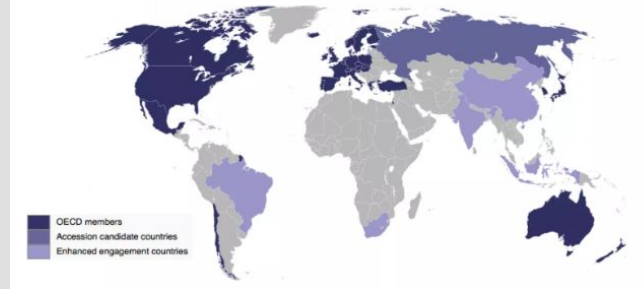 OECD members
Accession candidate countries
Enhanced engagement countries